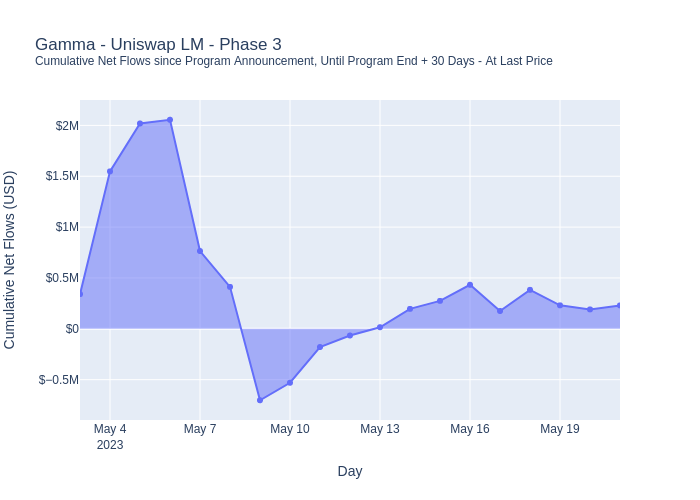 Gamma - Uniswap LM - Phase 3
Cumulative Net Flows since Program Announcement, Until Program End + 30 Days - At Last Price
Cumulative Net Flows (USD)
$2M
$1.5M
$1M
$0.5M
$0
$−0.5M
May 4
2023
May 7
May 10
May 13
May 16
May 19
Day